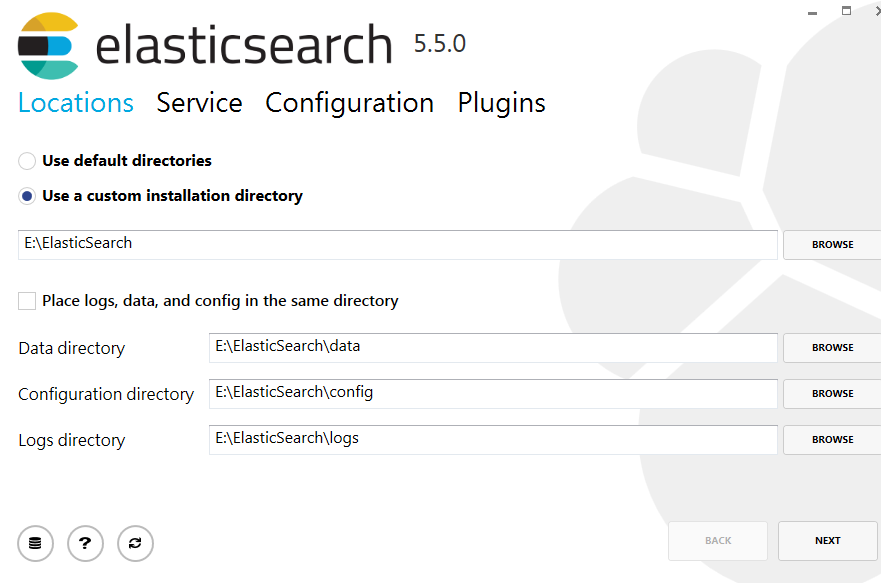 elasticsearch 5.5.0
Locations Service Configuration Plugins
Use default directories
Use a custom installation directory
E:\ElasticSearch BROWSE
Place logs, data, and config in the same directory
Data directory E:\ElasticSearch\data BROWSE
Configuration directory E:\ElasticSearch\config BROWSE
Logs directory E:\ElasticSearch\logs BROWSE
? BACK NEXT